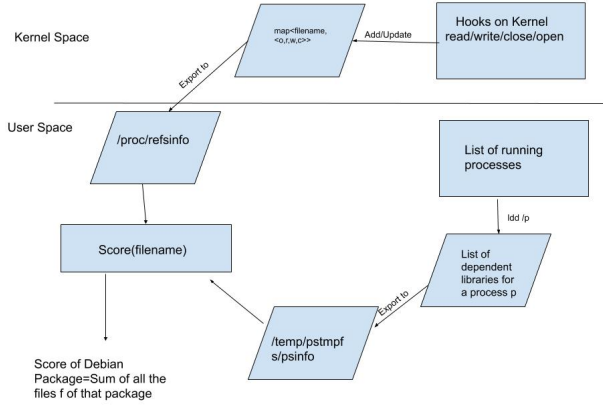 Kernel Space
map<filename,
<o,r,w,c>>
Add/Update
Hooks on Kernel
read/write/close/open
Export to
User Space
/proc/refsinfo
List of running
processes
ldd /p
Score(filename)
List of
dependent
libraries for
a process p
Export to
/temp/pstmpf
s/psinfo
Score of Debian
Package=Sum of all the
files f of that package